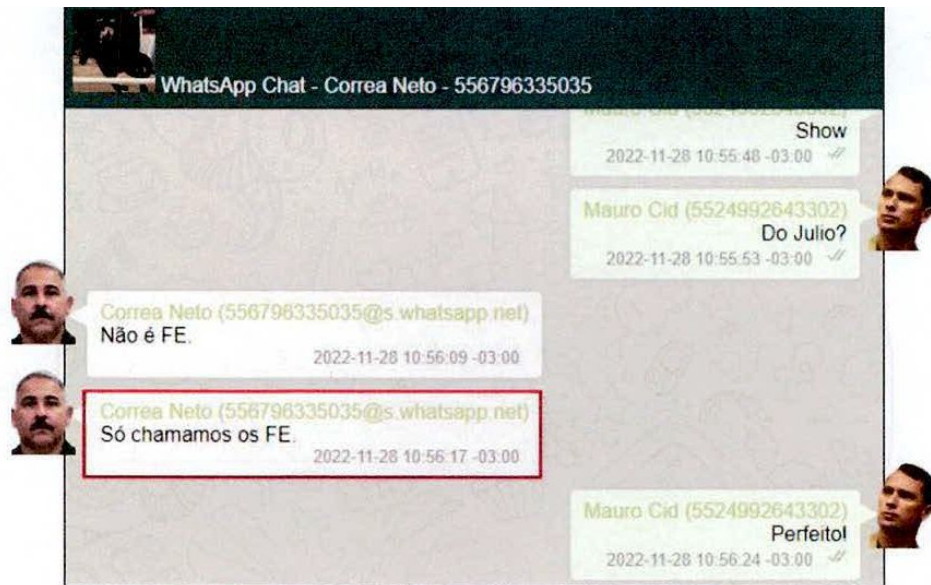 WhatsApp Chat - Correa Neto - 556796335035
Show
2022-11-28 10:55:48 -03:00
Mauro Cid (5524992643302)
Do Julio?
2022-11-28 10:55:53 -03:00
Correa Neto (556796335035@s.whatsapp.net)
Não é FE.
2022-11-28 10:56:09 -03:00
Correa Neto (556796335035@s.whatsapp.net)
Só chamamos os FE.
2022-11-28 10:56:17 -03:00
Mauro Cid (5524992643302)
Perfeito!
2022-11-28 10:56:24 -03:00